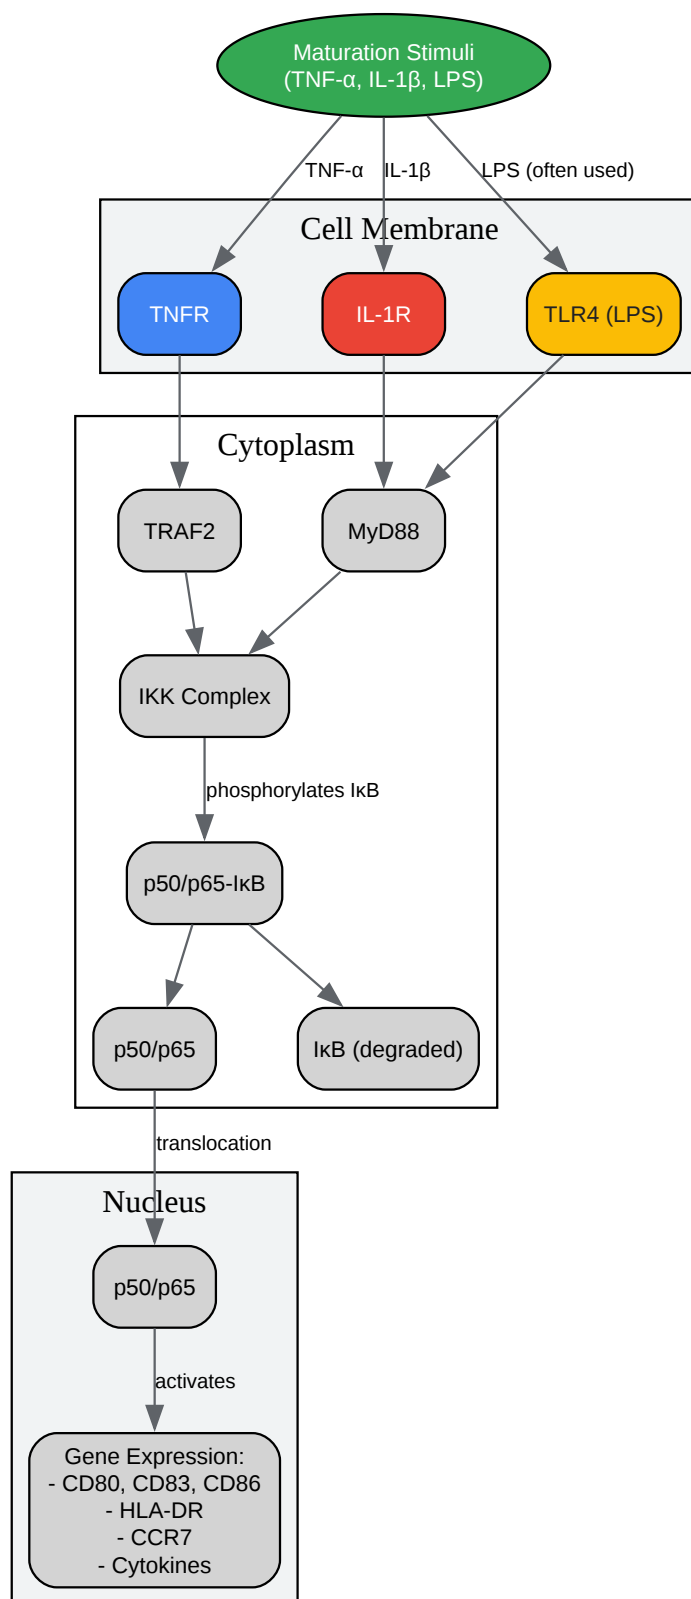 Maturation Stimuli
(TNF-α, IL-1β, LPS)
TNF-α
IL-1β
LPS (often used)
Cell Membrane
TNFR
IL-1R
TLR4 (LPS)
Cytoplasm
TRAF2
MyD88
IKK Complex
phosphorylates IκB
p50/p65-IκB
p50/p65
IκB (degraded)
translocation
Nucleus
p50/p65
activates
Gene Expression:
- CD80, CD83, CD86
- HLA-DR
- CCR7
- Cytokines